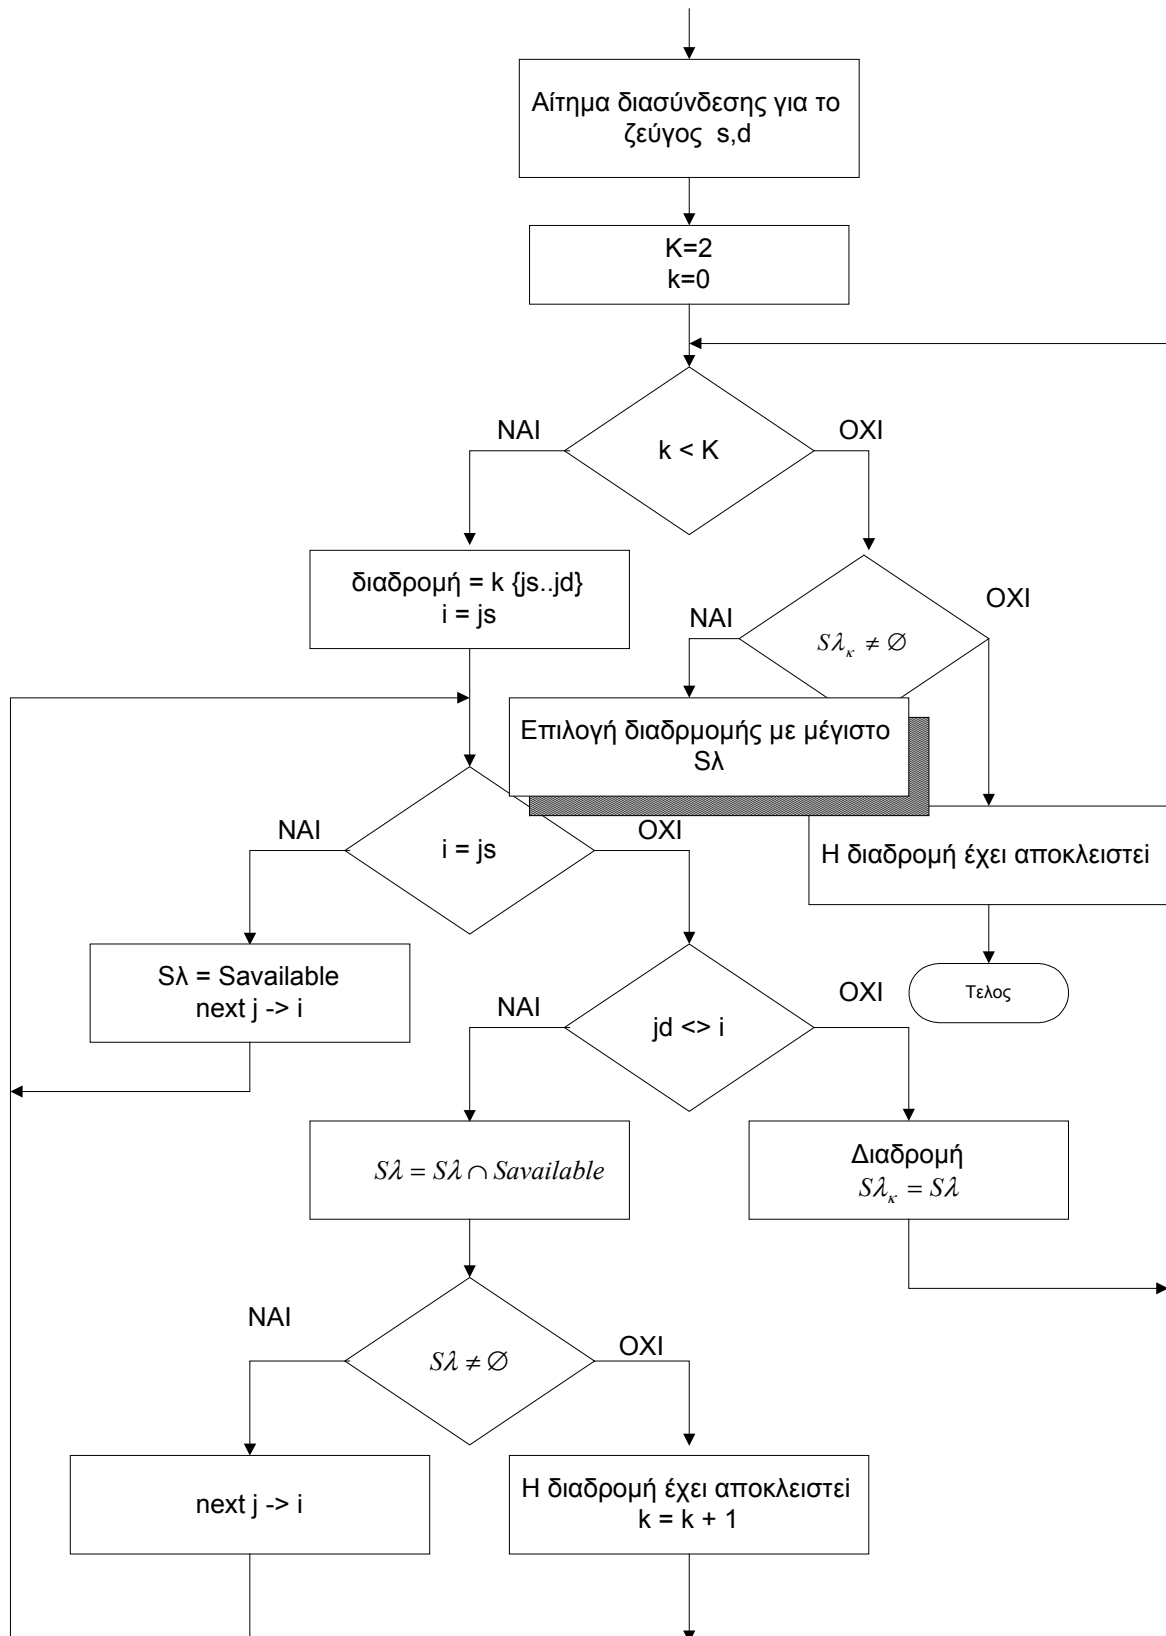 Αίτημα διασύνδεσης για το
ζεύγος s,d
K=2
k=0
ΝΑΙ
ΟΧΙ
k < K
διαδρομή = k {js..jd}
i = js
ΟΧΙ
ΝΑΙ
Sλκ ≠ ∅
Επιλογή διαδρμομής με μέγιστο
Sλ
ΝΑΙ
ΟΧΙ
i = js
Η διαδρομή έχει αποκλειστεi
Sλ = Savailable
next j -> i
Τελος
ΝΑΙ
ΟΧΙ
jd <> i
Sλ = Sλ ∩ Savailable
Διαδρομή
Sλκ = Sλ
ΝΑΙ
ΟΧΙ
Sλ ≠ ∅
next j -> i
Η διαδρομή έχει αποκλειστεi
k = k + 1